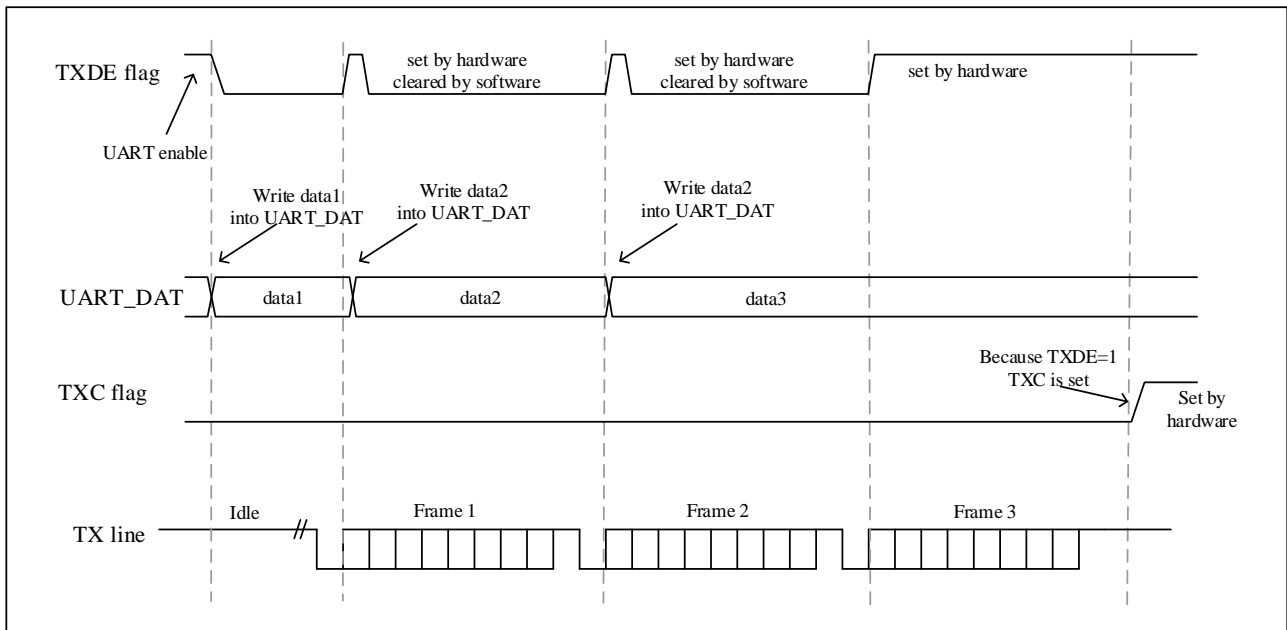 TXDE flag
set by hardware
cleared by software
set by hardware
cleared by software
set by hardware
UART enable
Write data1
into UART_DAT
Write data2
into UART_DAT
Write data2
into UART_DAT
UART_DAT
data1
data2
data3
Because TXDE=1
TXC is set
TXC flag
Set by
hardware
Idle
Frame 1
Frame 2
Frame 3
TX line